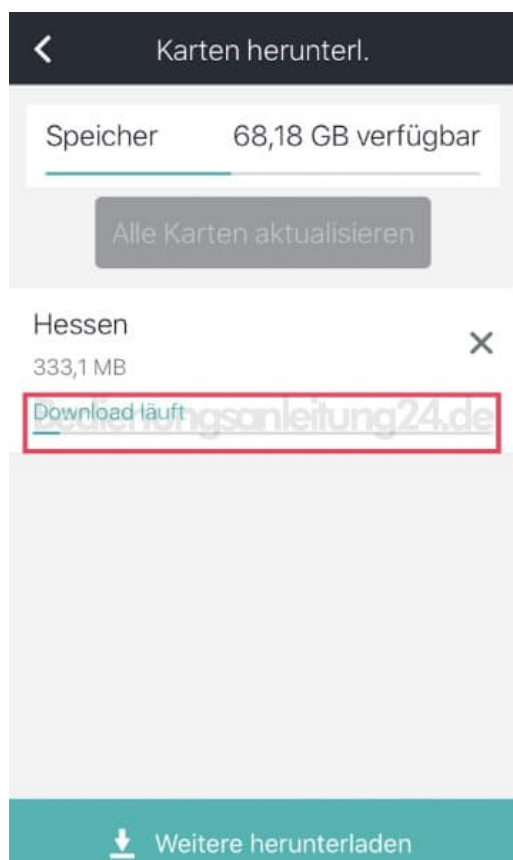 Karten herunterl.
Speicher 68,18 GB verfügbar
Alle Karten aktualisieren
Hessen
333,1 MB
Download läuft
Bedienungsanleitung24.de
Weitere herunterladen